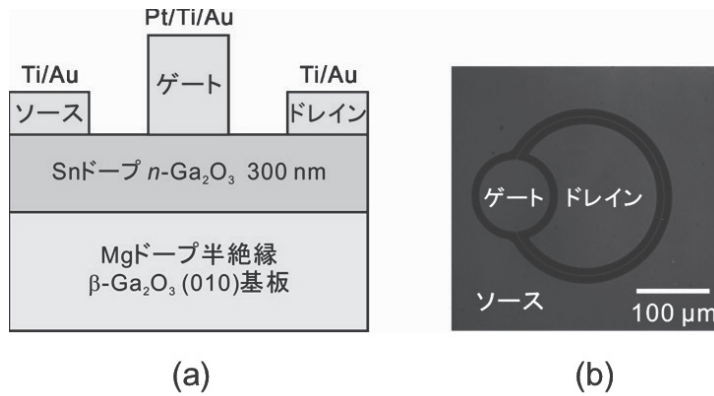 Pt/Ti/Au
Ti/Au
ゲート
Ti/Au
ソース
ドレイン
Snドープ n-Ga₂O₃ 300 nm
Mgドープ半絶縁
β-Ga₂O₃ (010)基板
(a)
ゲート
ドレイン
ソース
100 μm
(b)